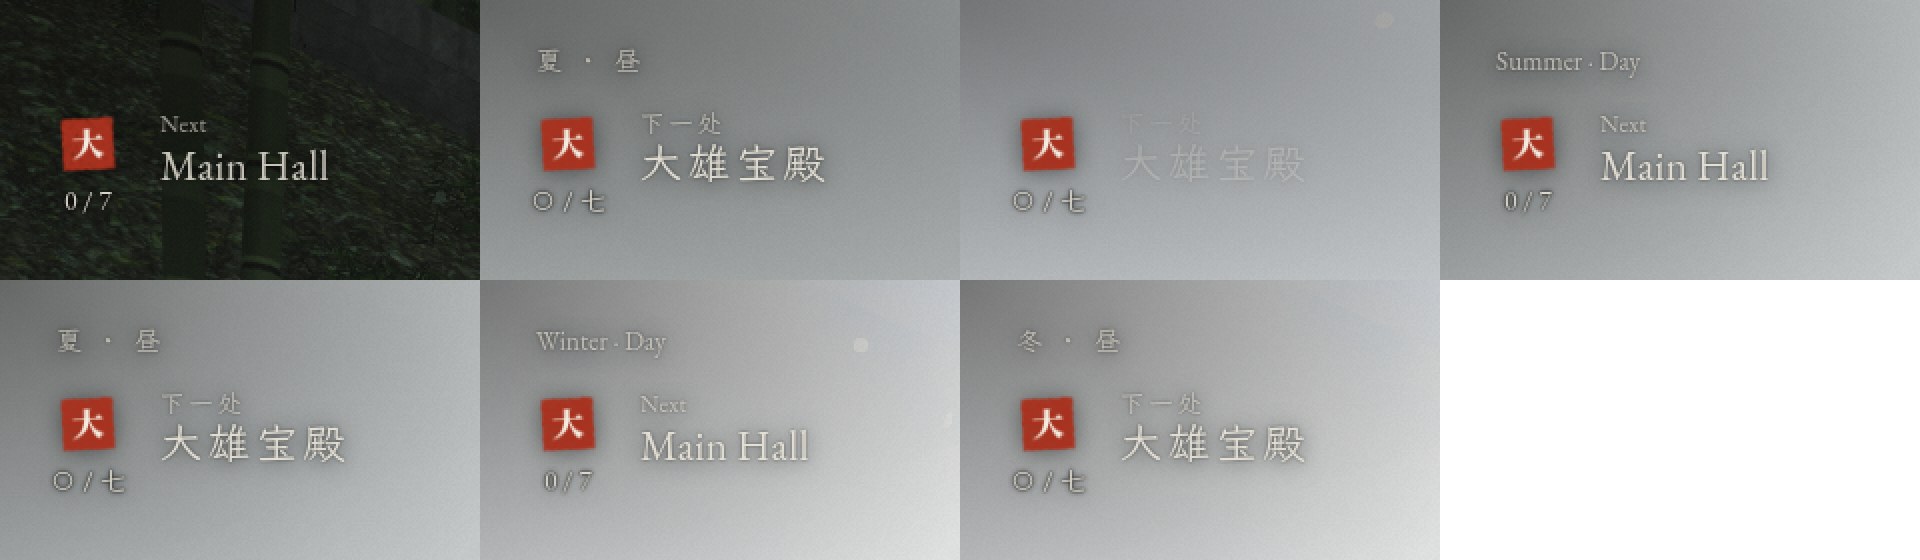 大
Next
Main Hall
0/7
夏 · 昼
大
下一处
大雄宝殿
〇/七
大
下一处
大雄宝殿
〇/七
Summer · Day
大
Next
Main Hall
0/7
夏 · 昼
大
下一处
大雄宝殿
〇/七
Winter · Day
大
Next
Main Hall
0/7
冬 · 昼
大
下一处
大雄宝殿
〇/七